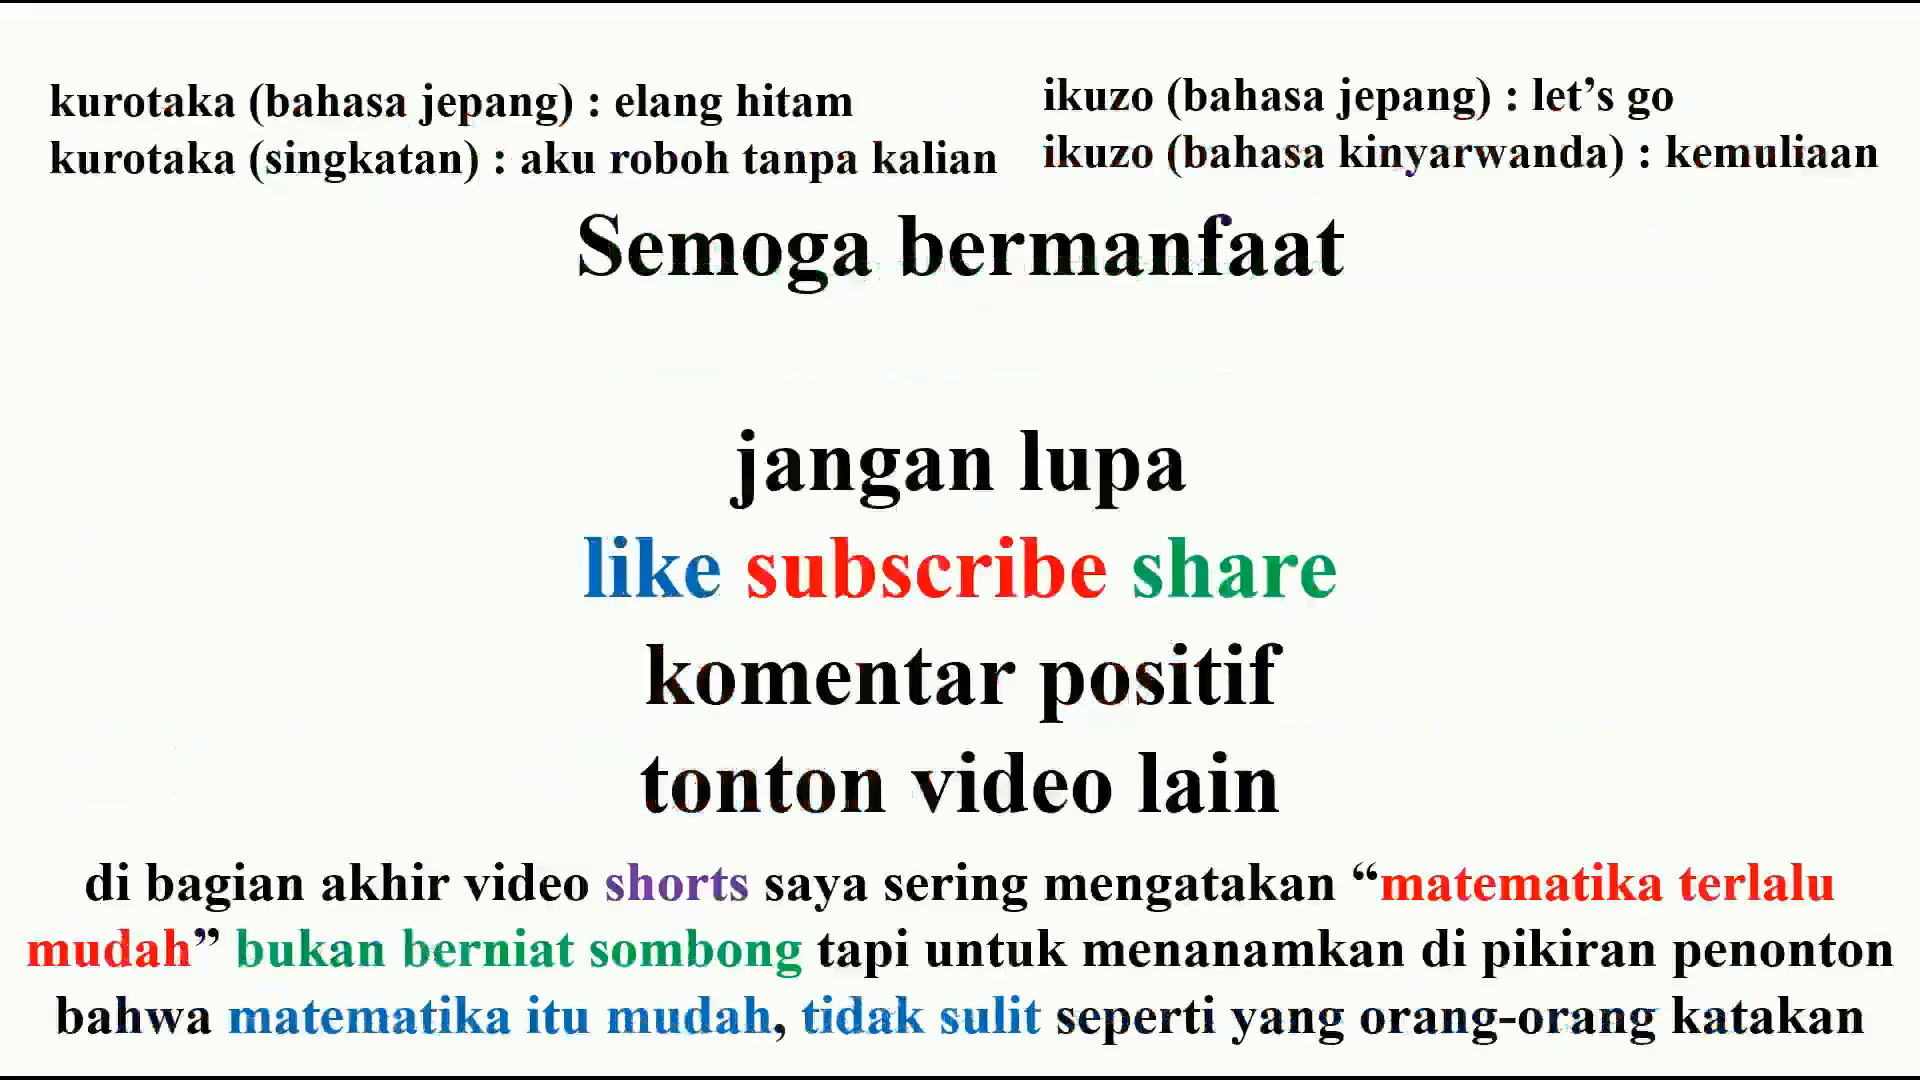 kurotaka (bahasa jepang) : elang hitam
kurotaka (singkatan) : aku roboh tanpa kalian
ikuzo (bahasa jepang) : let’s go
ikuzo (bahasa kinyarwanda) : kemuliaan
Semoga bermanfaat
jangan lupa
like subscribe share
komentar positif
tonton video lain
di bagian akhir video shorts saya sering mengatakan “matematika terlalu
mudah” bukan berniat sombong tapi untuk menanamkan di pikiran penonton
bahwa matematika itu mudah, tidak sulit seperti yang orang-orang katakan